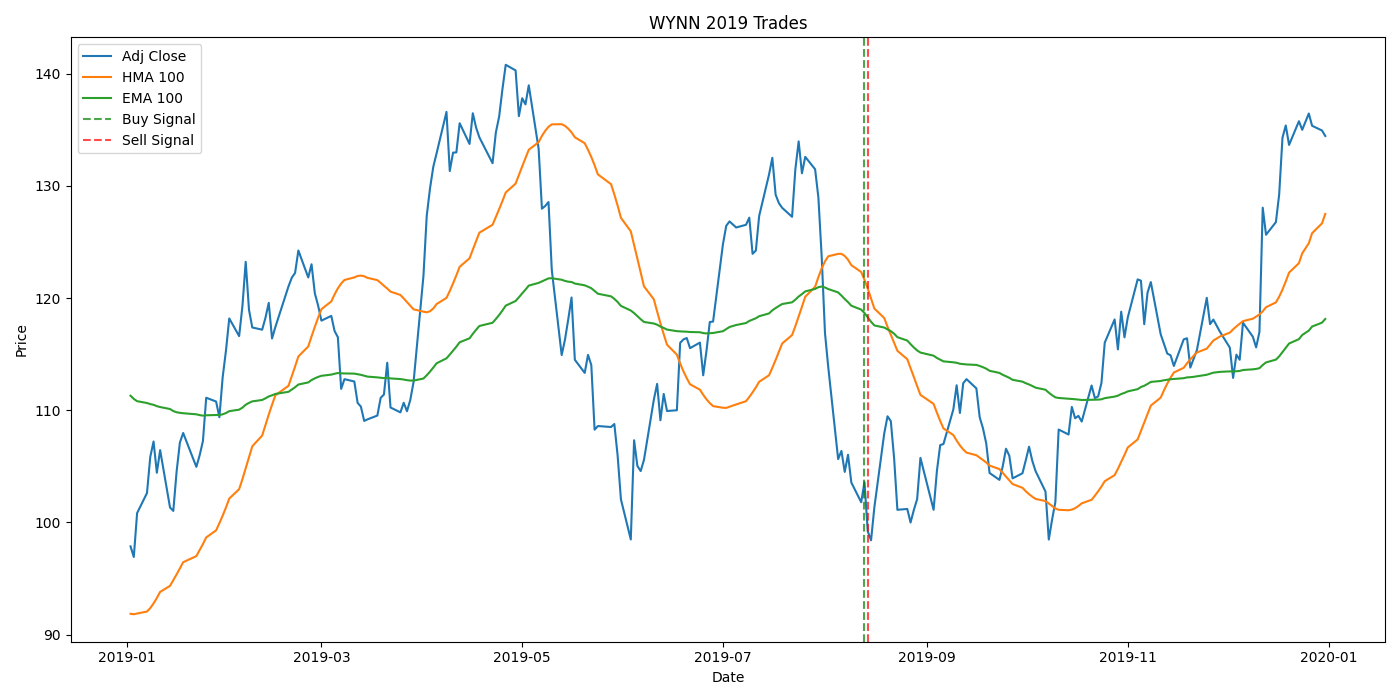 WYNN 2019 Trades
Adj Close
HMA 100
EMA 100
Buy Signal
Sell Signal
Price
140
130
120
110
100
90
2019-01
2019-03
2019-05
2019-07
2019-09
2019-11
2020-01
Date